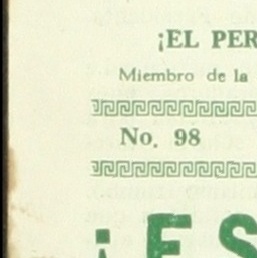 ¡EL PER
Miembro de la
No. 98
¡ES